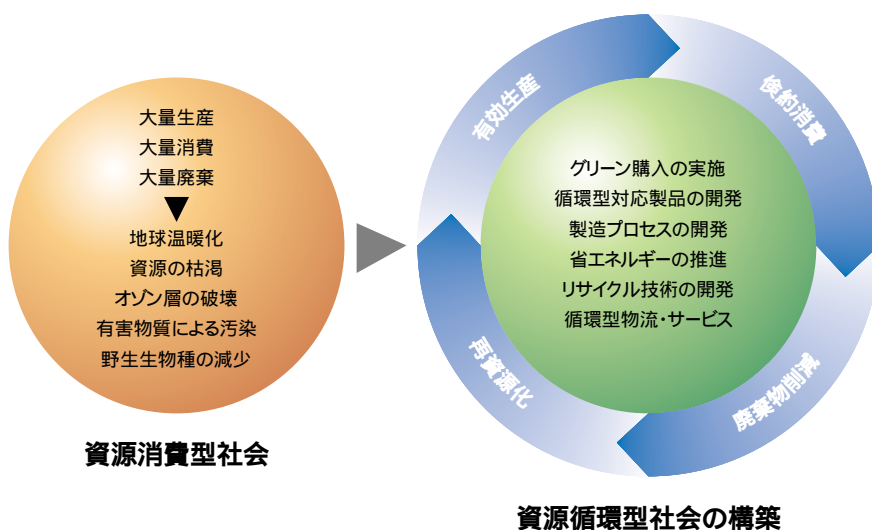 大量生産
大量消費
大量廃棄
地球温暖化
資源の枯渇
オゾン層の破壊
有害物質による汚染
野生生物種の減少
資源消費型社会
有効生産
倹約消費
廃棄物削減
再資源化
グリーン購入の実施
循環型対応製品の開発
製造プロセスの開発
省エネルギーの推進
リサイクル技術の開発
循環型物流・サービス
資源循環型社会の構築